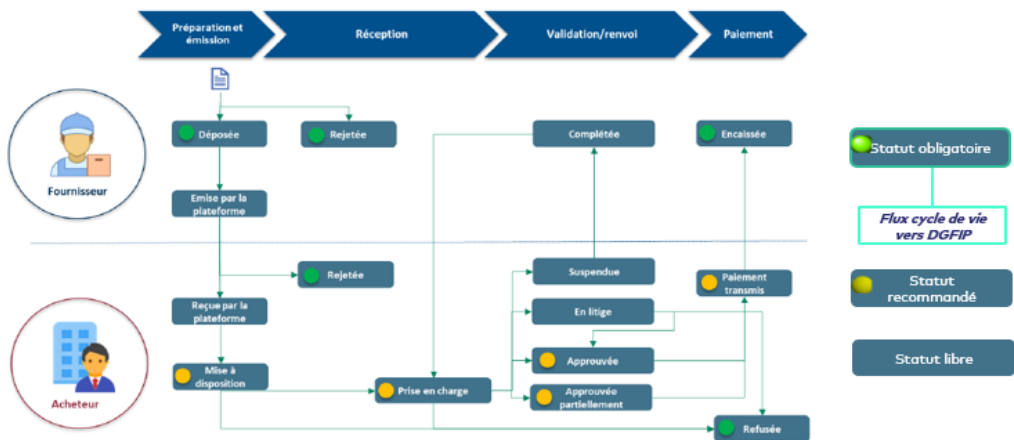 Préparation et
émission
Réception
Validation/renvoi
Paiement
Déposée
Rejetée
Complétée
Encaissée
Fournisseur
Emise par la
plateforme
Statut obligatoire
Flux cycle de vie
vers DGFIP
Rejetée
Suspendue
Paiement
transmis
Statut
recommandé
Reçue par la
plateforme
En litige
Statut libre
Mise à
disposition
Prise en charge
Approuvée
Approuvée
partiellement
Acheteur
Refusée